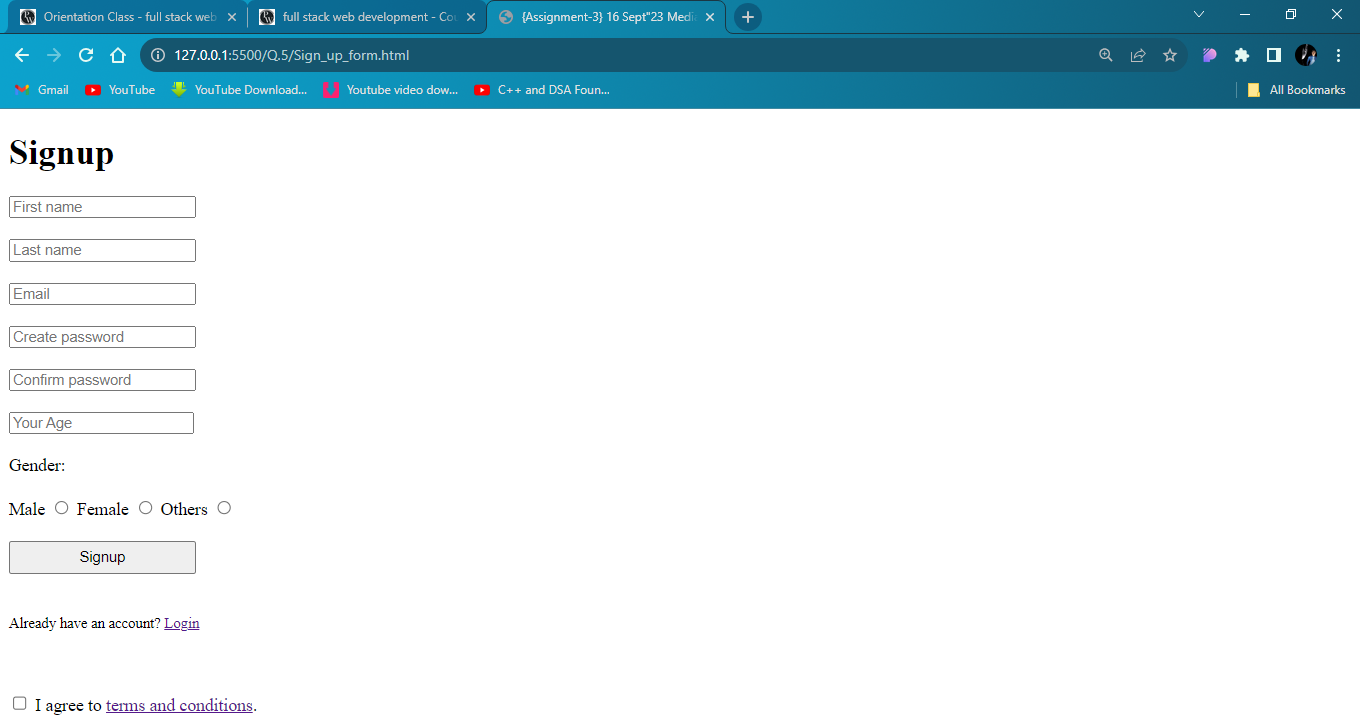 Orientation Class - full stack web
full stack web development - Cou
{Assignment-3} 16 Sept"23 Medi
127.0.0.1:5500/Q.5/Sign_up_form.html
Gmail YouTube YouTube Download... Youtube video dow... C++ and DSA Foun... All Bookmarks
Signup
First name
Last name
Email
Create password
Confirm password
Your Age
Gender:
Male Female Others
Signup
Already have an account? Login
I agree to terms and conditions.